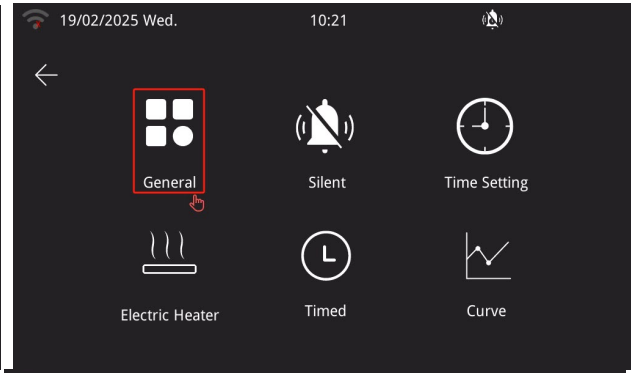 19/02/2025 Wed. 10:21
General Silent Time Setting
Electric Heater Timed Curve